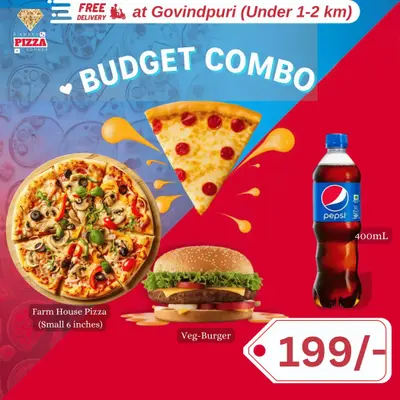 FREE DELIVERY at Govindpuri (Under 1-2 km)
PIZZA
BUDGET COMBO
pepsi
400mL
Farm House Pizza
(Small 6 inches)
Veg-Burger
199/-